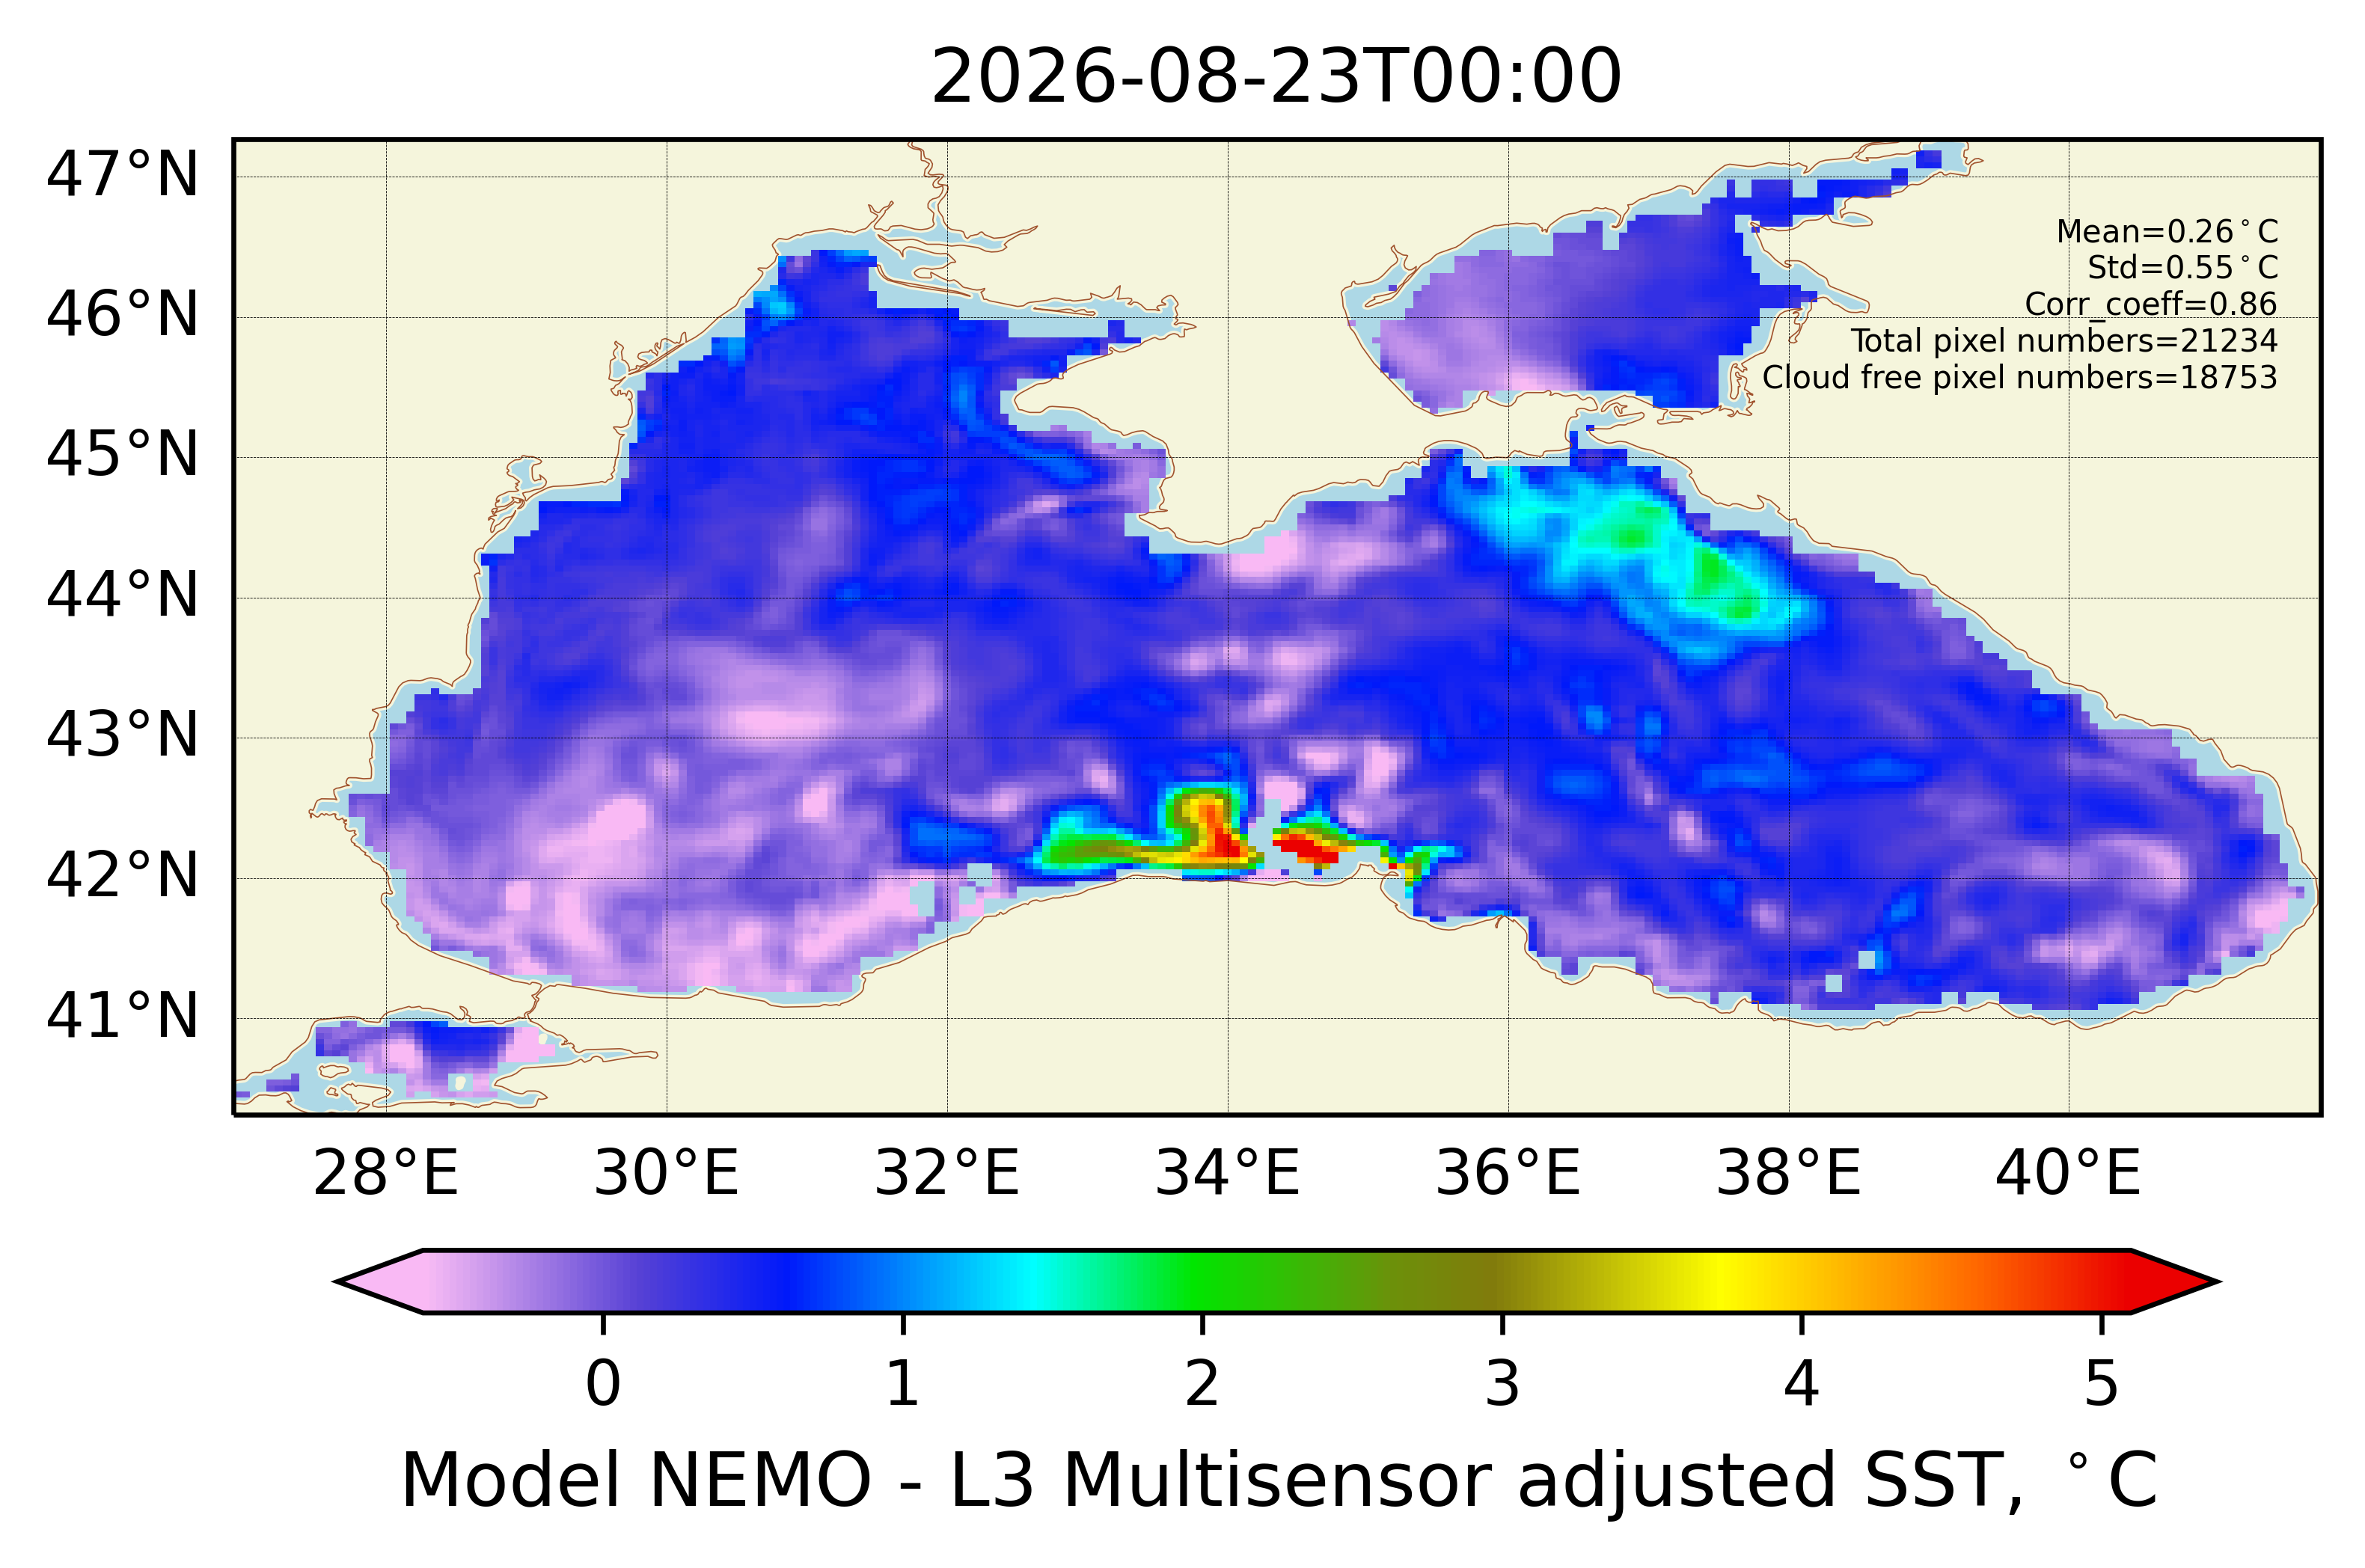 2026-08-23T00:00
47°N
46°N
45°N
44°N
43°N
42°N
41°N
Mean=0.26°C
Std=0.55°C
Corr_coeff=0.86
Total pixel numbers=21234
Cloud free pixel numbers=18753
28°E 30°E 32°E 34°E 36°E 38°E 40°E
0 1 2 3 4 5
Model NEMO - L3 Multisensor adjusted SST, °C